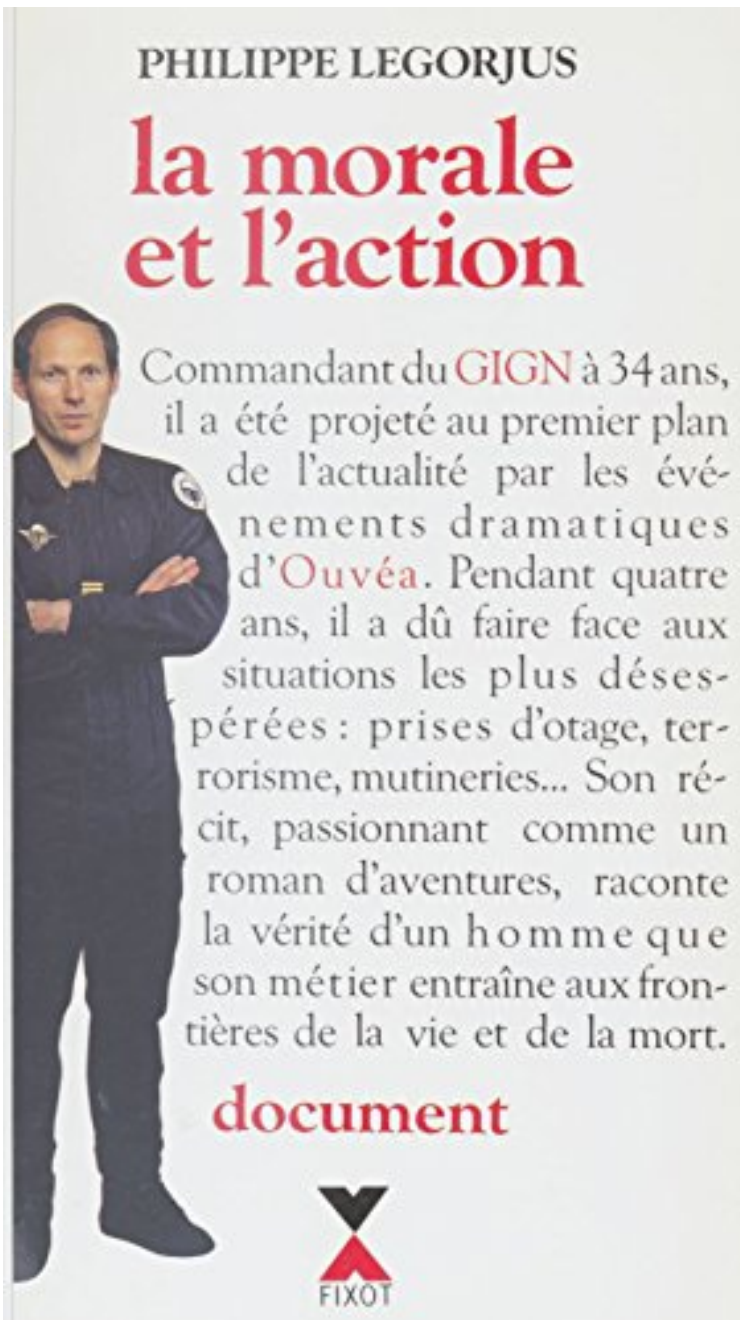 PHILIPPE LEGORJUS
la morale
et l'action
Commandant du GIGN à 34 ans,
il a été projeté au premier plan
de l'actualité par les évé-
nements dramatiques
d'Ouvéa. Pendant quatre
ans, il a dû faire face aux
situations les plus déses-
pérées : prises d'otage, ter-
rorisme, mutineries... Son ré-
cit, passionnant comme un
roman d'aventures, raconte
la vérité d'un homme que
son métier entraîne aux fron-
tières de la vie et de la mort.
document
FIXOT